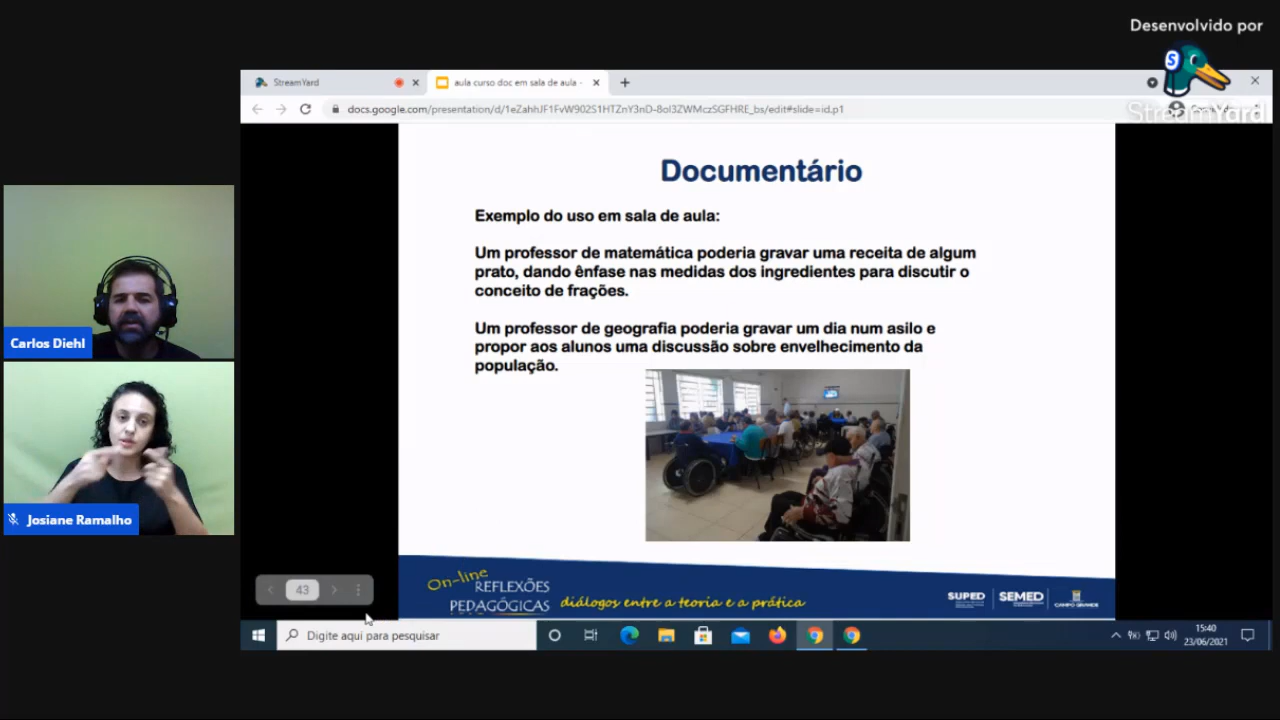 Desenvolvido por
StreamYard
StreamYard
aula curso doc em sala de aula -
docs.google.com/presentation/d/1eZahhJF1FvW902S1HTZnY3nD-8oI3ZWMczSGFHRE_bs/edit#slide=id.p1
Documentário
Exemplo do uso em sala de aula:
Um professor de matemática poderia gravar uma receita de algum
prato, dando ênfase nas medidas dos ingredientes para discutir o
conceito de frações.
Um professor de geografia poderia gravar um dia num asilo e
propor aos alunos uma discussão sobre envelhecimento da
população.
Carlos Diehl
Josiane Ramalho
43
On-line
REFLEXÕES
PEDAGÓGICAS
diálogos entre a teoria e a prática
SUPED
SEMED
CAMPO GRANDE
Digite aqui para pesquisar
15:40
23/06/2021